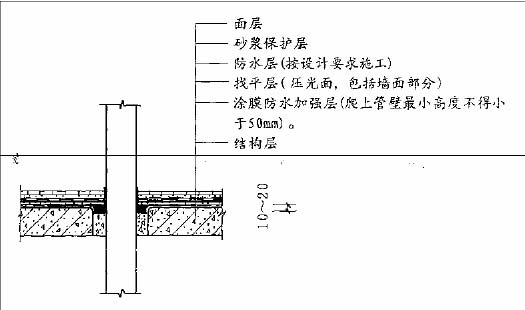 面层
砂浆保护层
防水层(按设计要求施工)
找平层(压光面,包括墙面部分)
涂膜防水加强层(爬上管壁最小高度不得小
于50mm)。
结构层
10~20